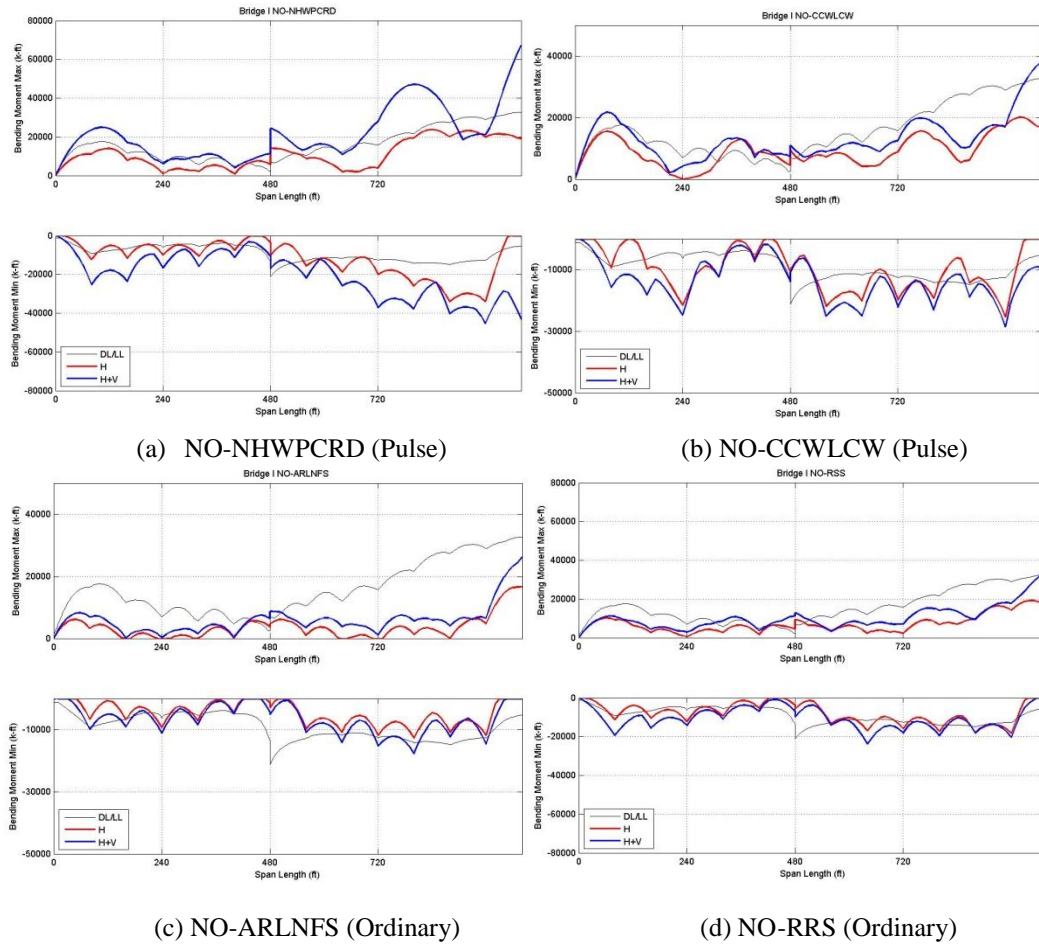 Bridge I NO-NHWPCRD
Bending Moment Max (k-ft)
80000
60000
40000
20000
0
0 240 480 720
Span Length (ft)
Bending Moment Min (k-ft)
0
-20000
-40000
-60000
-80000
DL/LL
H
H+V
0 240 480 720
Span Length (ft)
(a) NO-NHWPCRD (Pulse)
Bridge I NO-CCWLCW
Bending Moment Max (k-ft)
40000
20000
0
0 240 480 720
Span Length (ft)
Bending Moment Min (k-ft)
-10000
-30000
-50000
DL/LL
H
H+V
0 240 480 720
Span Length (ft)
(b) NO-CCWLCW (Pulse)
Bridge I NO-ARLNFS
Bending Moment Max (k-ft)
40000
20000
0
0 240 480 720
Span Length (ft)
Bending Moment Min (k-ft)
-10000
-30000
-50000
DL/LL
H
H+V
0 240 480 720
Span Length (ft)
(c) NO-ARLNFS (Ordinary)
Bridge I NO-RSS
Bending Moment Max (k-ft)
80000
60000
40000
20000
0
0 240 480 720
Span Length (ft)
Bending Moment Min (k-ft)
0
-20000
-40000
-60000
-80000
DL/LL
H
H+V
0 240 480 720
Span Length (ft)
(d) NO-RRS (Ordinary)